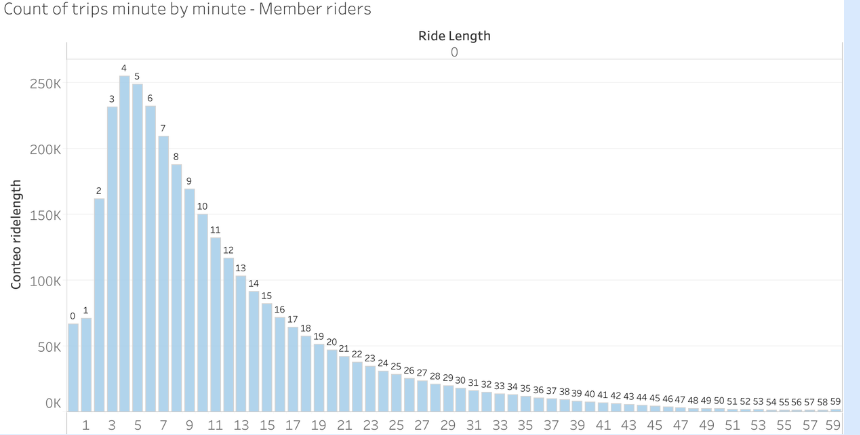 Count of trips minute by minute - Member riders
Ride Length
0
250K
200K
150K
100K
50K
0K
Conteo ridelength
0 1 2 3 4 5 6 7 8 9 10 11 12 13 14 15 16 17 18 19 20 21 22 23 24 25 26 27 28 29 30 31 32 33 34 35 36 37 38 39 40 41 42 43 44 45 46 47 48 49 50 51 52 53 54 55 56 57 58 59
1 3 5 7 9 11 13 15 17 19 21 23 25 27 29 31 33 35 37 39 41 43 45 47 49 51 53 55 57 59